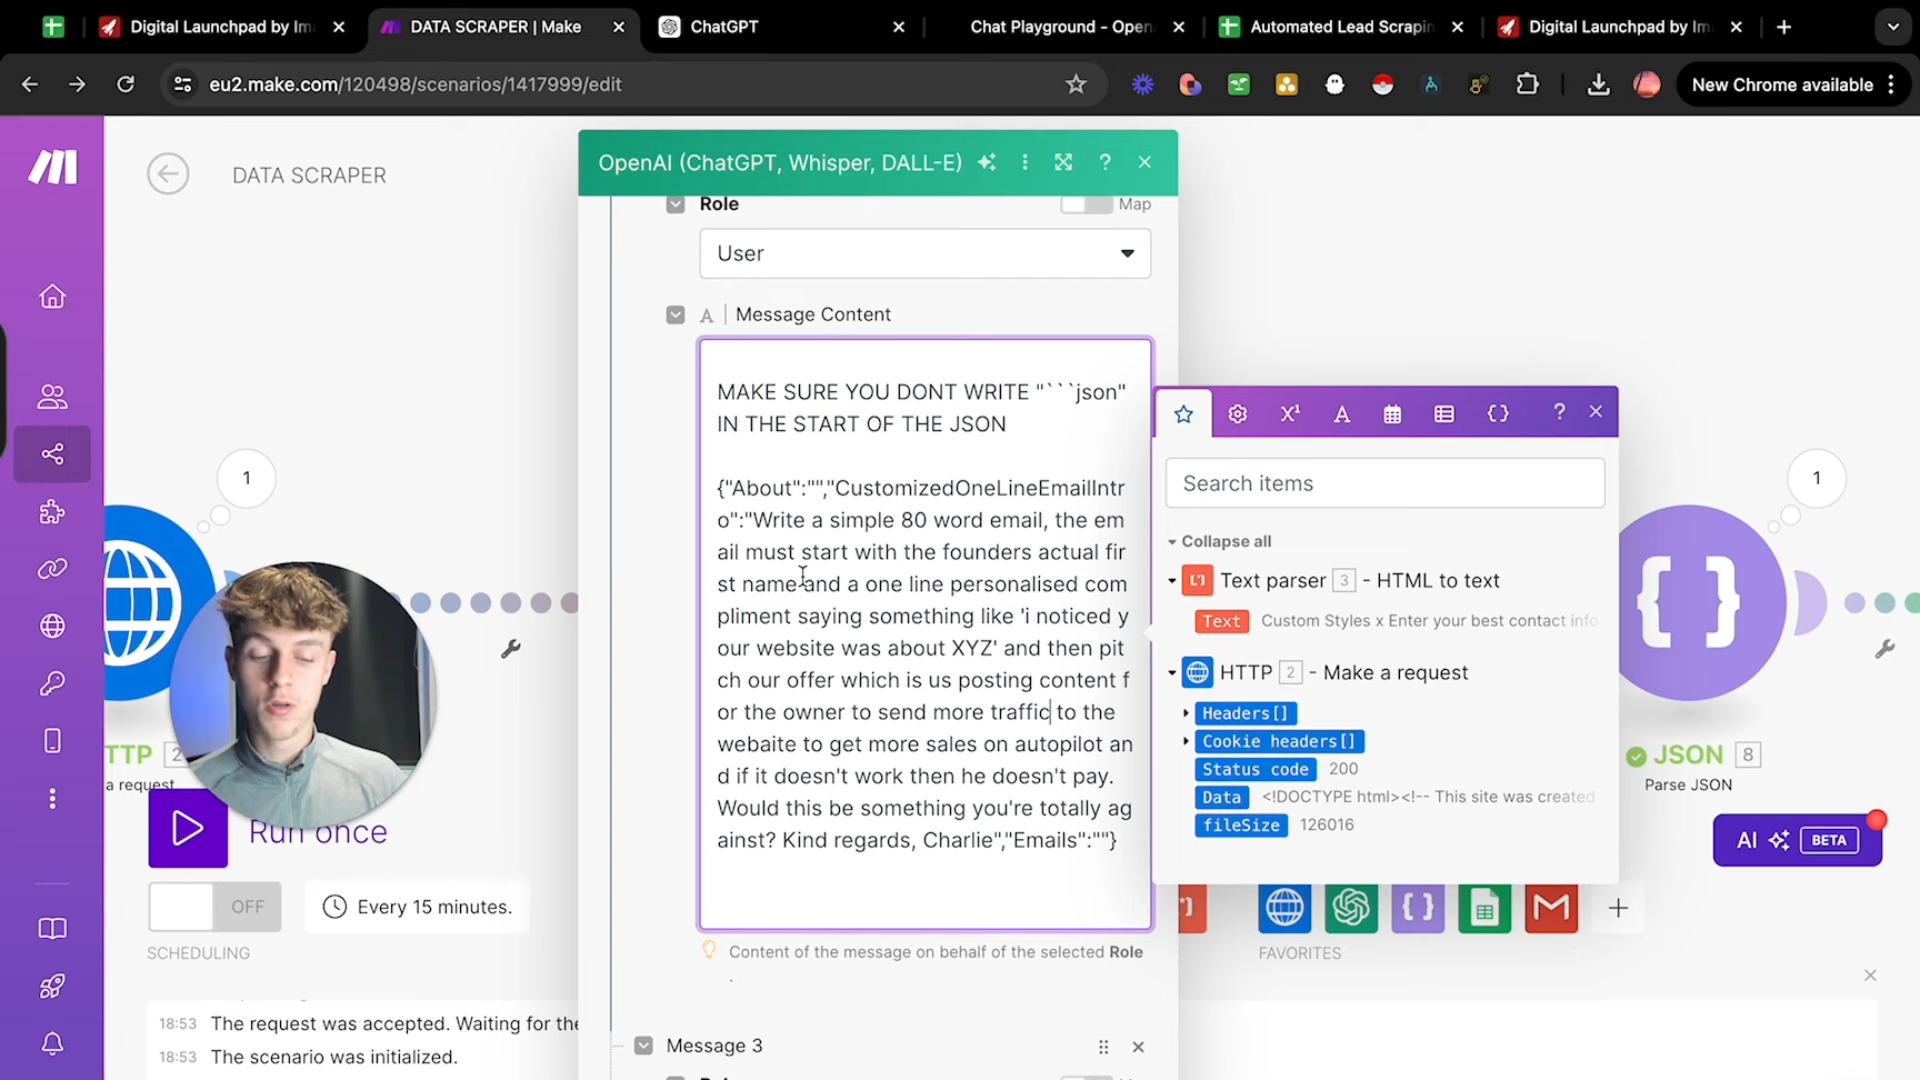 Digital Launchpad by Im
DATA SCRAPER | Make
ChatGPT
Chat Playground - Open
Automated Lead Scrapin
Digital Launchpad by Im
eu2.make.com/120498/scenarios/1417999/edit
New Chrome available
DATA SCRAPER
OpenAI (ChatGPT, Whisper, DALL-E)
?
Role
Map
User
A | Message Content
MAKE SURE YOU DONT WRITE "```json"
IN THE START OF THE JSON
{"About":"","CustomizedOneLineEmailIntr
o":"Write a simple 80 word email, the em
ail must start with the founders actual fir
st name and a one line personalised com
pliment saying something like 'i noticed y
our website was about XYZ' and then pit
ch our offer which is us posting content f
or the owner to send more traffic to the
webaite to get more sales on autopilot an
d if it doesn't work then he doesn't pay.
Would this be something you're totally ag
ainst? Kind regards, Charlie","Emails":""}
Content of the message on behalf of the selected Role
.
Message 3
X¹
A
{}
?
Search items
Collapse all
Text parser 3 - HTML to text
Text Custom Styles x Enter your best contact info
HTTP 2 - Make a request
Headers[]
Cookie headers[]
Status code 200
Data <!DOCTYPE html><!-- This site was created
fileSize 126016
1
1
TTP 2
a request
JSON 8
Parse JSON
Run once
AI BETA
OFF
Every 15 minutes.
SCHEDULING
FAVORITES
18:53 The request was accepted. Waiting for the
18:53 The scenario was initialized.